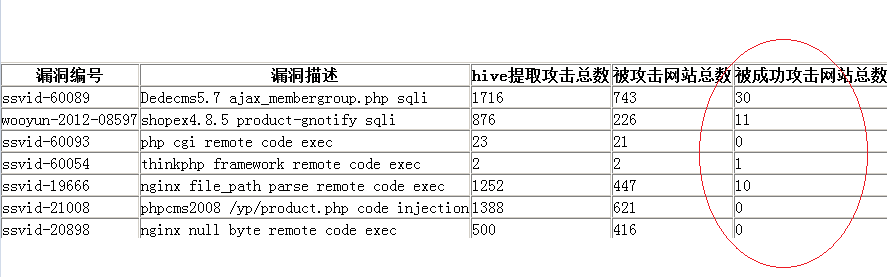 漏洞编号 漏洞描述 hive提取攻击总数 被攻击网站总数 被成功攻击网站总数
ssvid-60089 Dedecms5.7 ajax_membergroup.php sqli 1716 743 30
wooyun-2012-08597 shopex4.8.5 product-gnotify sqli 876 226 11
ssvid-60093 php cgi remote code exec 23 21 0
ssvid-60054 thinkphp framework remote code exec 2 2 1
ssvid-19666 nginx file_path parse remote code exec 1252 447 10
ssvid-21008 phpcms2008 /yp/product.php code injection 1388 621 0
ssvid-20898 nginx null byte remote code exec 500 416 0